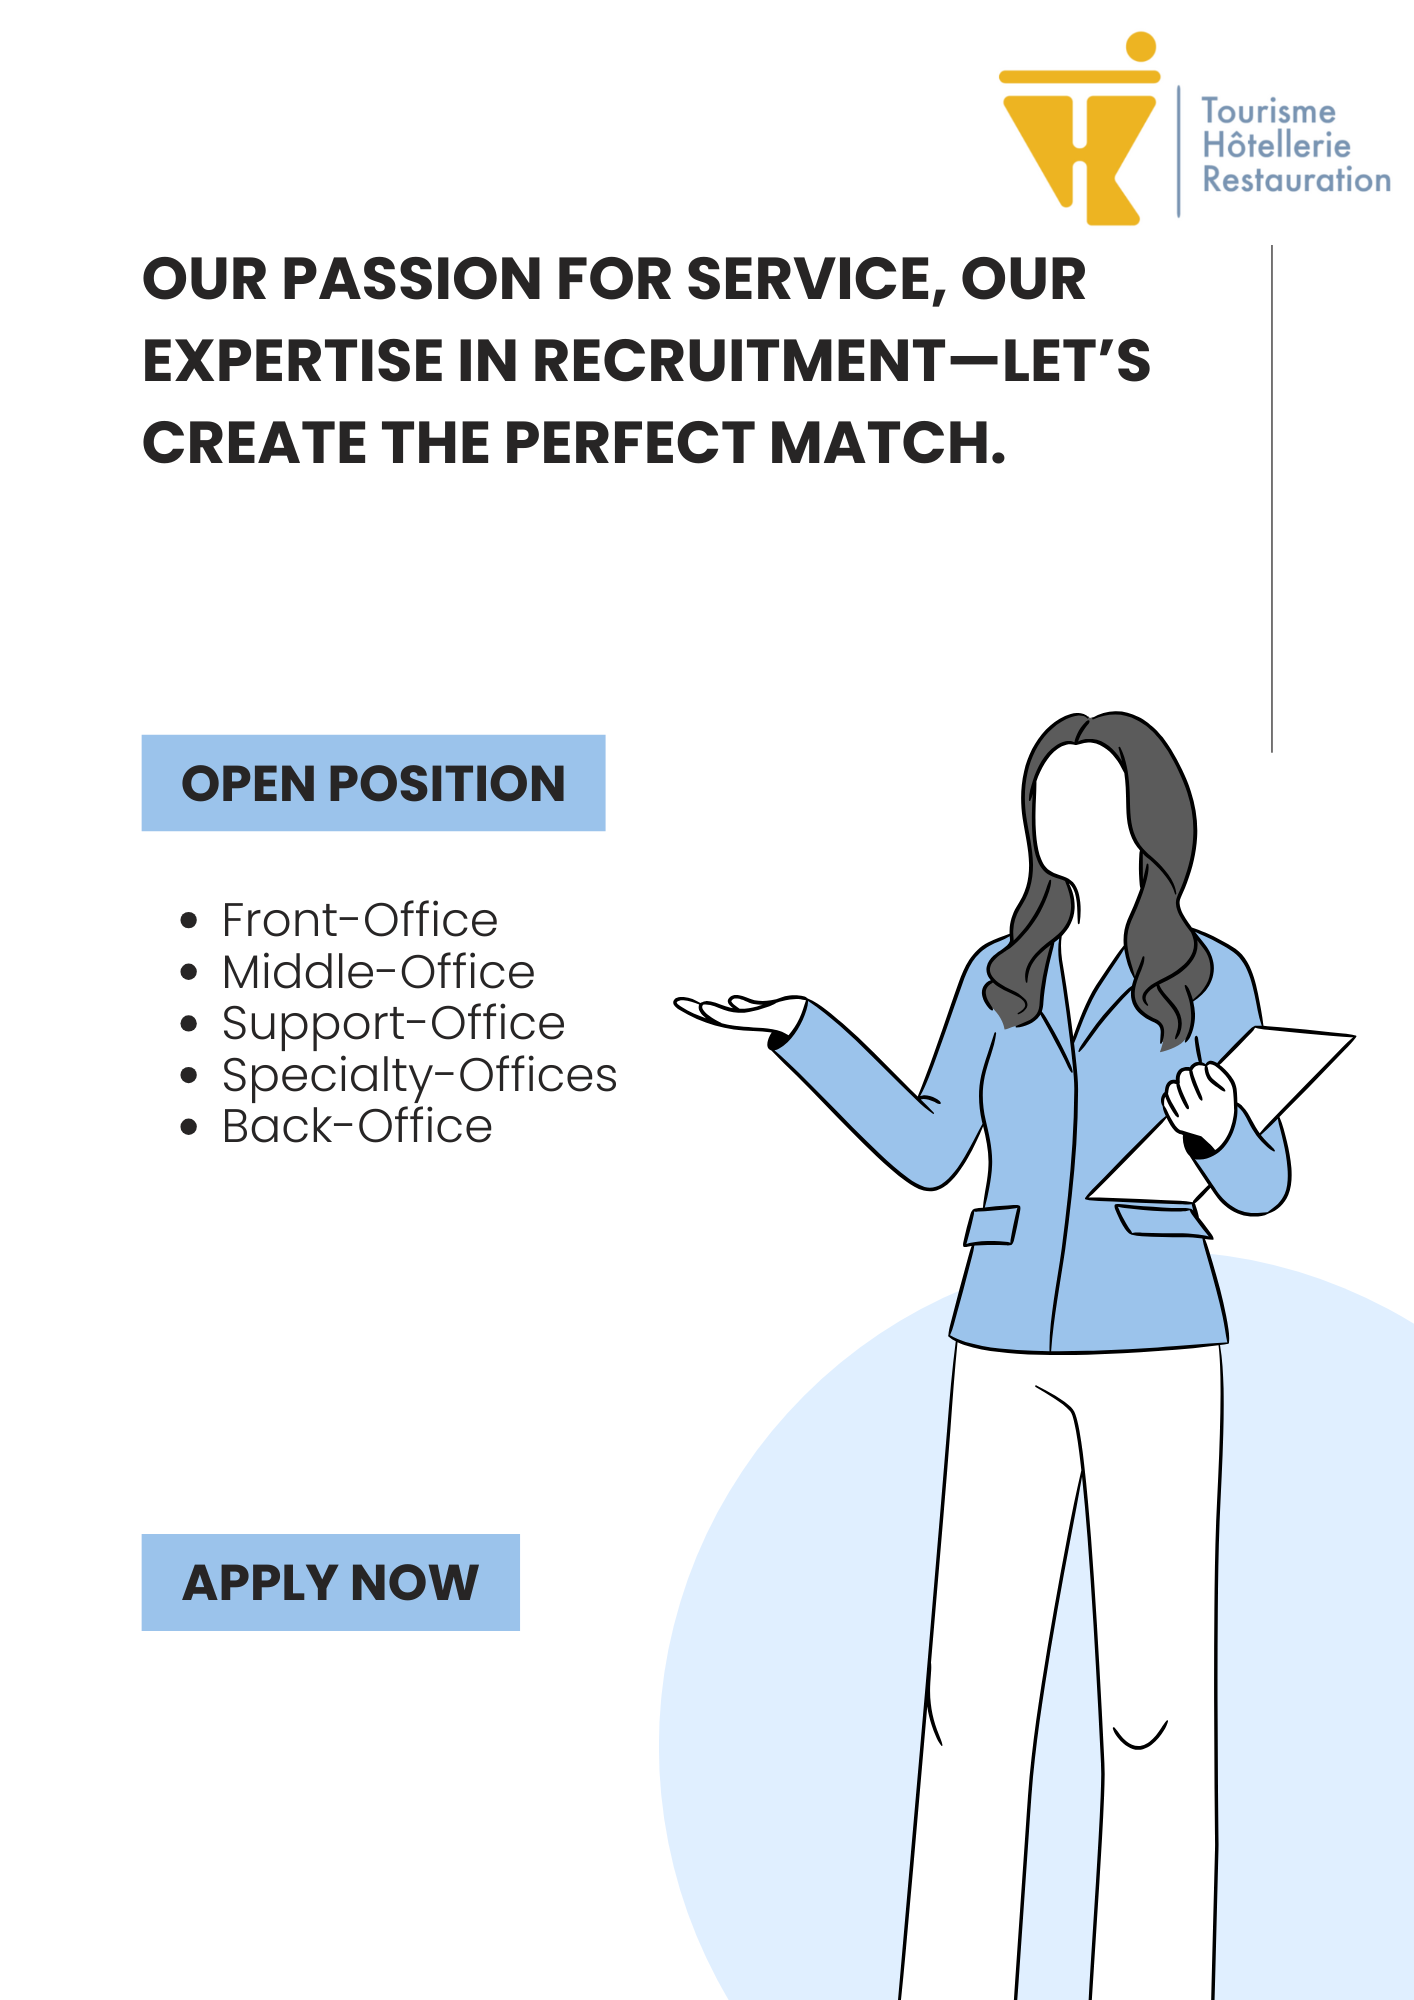 Tourisme
Hôtellerie
Restauration
OUR PASSION FOR SERVICE, OUR
EXPERTISE IN RECRUITMENT—LET’S
CREATE THE PERFECT MATCH.
OPEN POSITION
• Front-Office
• Middle-Office
• Support-Office
• Specialty-Offices
• Back-Office
APPLY NOW